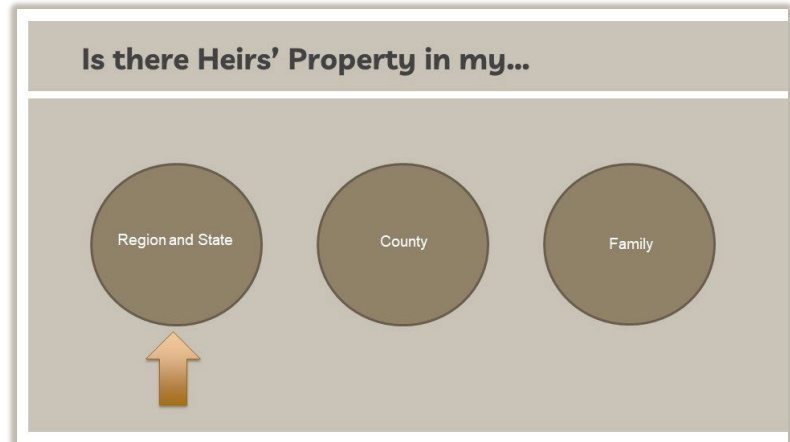 Is there Heirs’ Property in my...
Region and State
County
Family